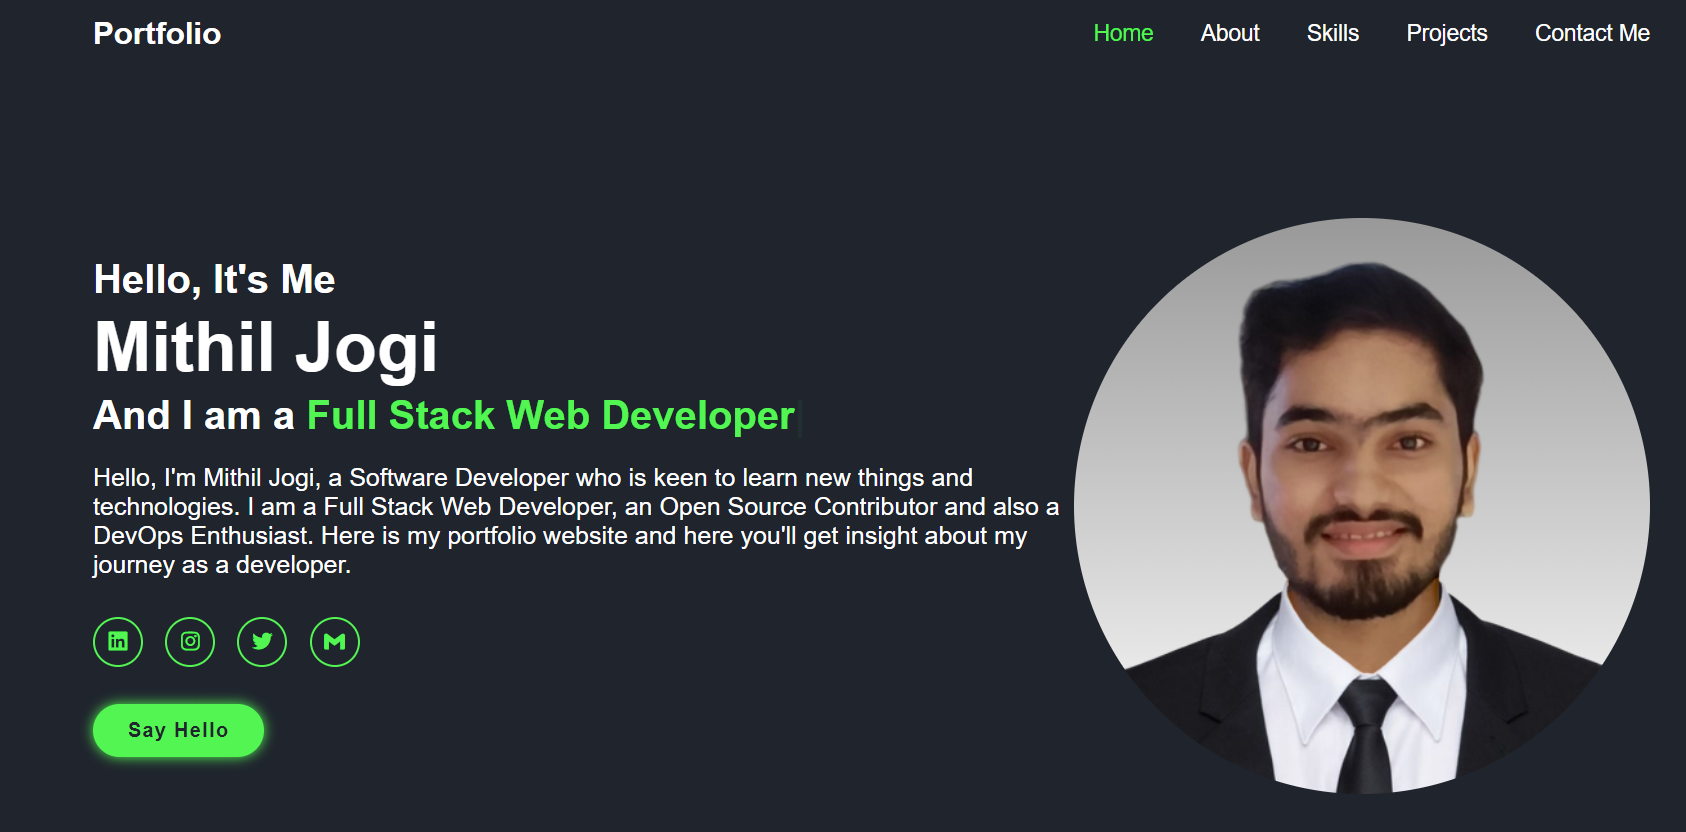 Portfolio
Home About Skills Projects Contact Me
Hello, It's Me
Mithil Jogi
And I am a Full Stack Web Developer
Hello, I'm Mithil Jogi, a Software Developer who is keen to learn new things and
technologies. I am a Full Stack Web Developer, an Open Source Contributor and also a
DevOps Enthusiast. Here is my portfolio website and here you'll get insight about my
journey as a developer.
Say Hello